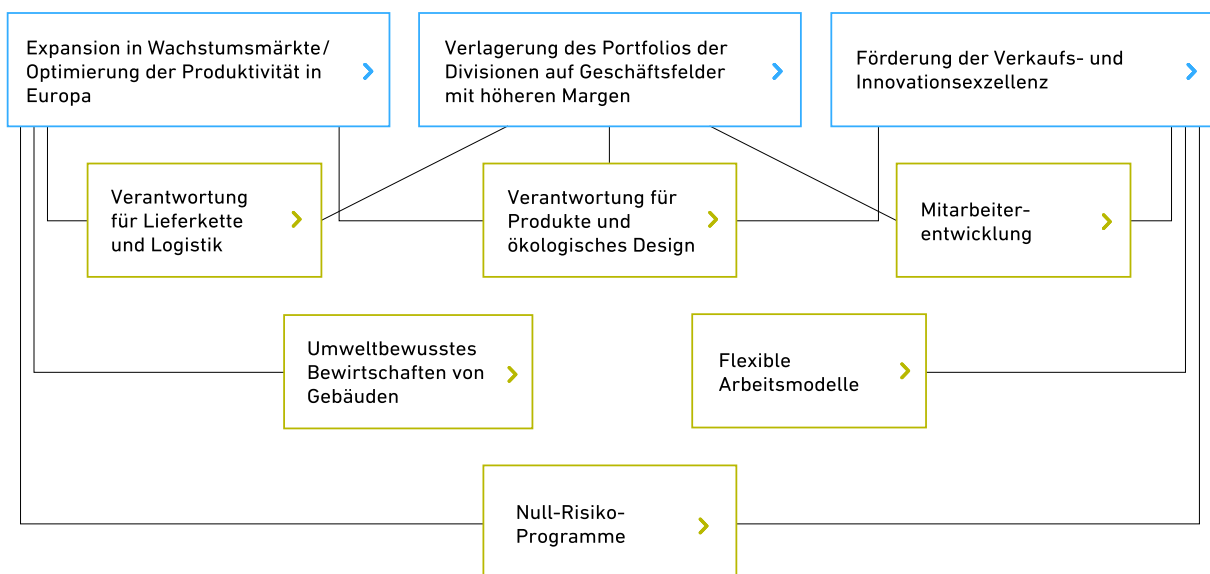 Expansion in Wachstumsmärkte/
Optimierung der Produktivität in
Europa
Verlagerung des Portfolios der
Divisionen auf Geschäftsfelder
mit höheren Margen
Förderung der Verkaufs- und
Innovationsexzellenz
Verantwortung
für Lieferkette
und Logistik
Verantwortung für
Produkte und
ökologisches Design
Mitarbeiter-
entwicklung
Umweltbewusstes
Bewirtschaften von
Gebäuden
Flexible
Arbeitsmodelle
Null-Risiko-
Programme